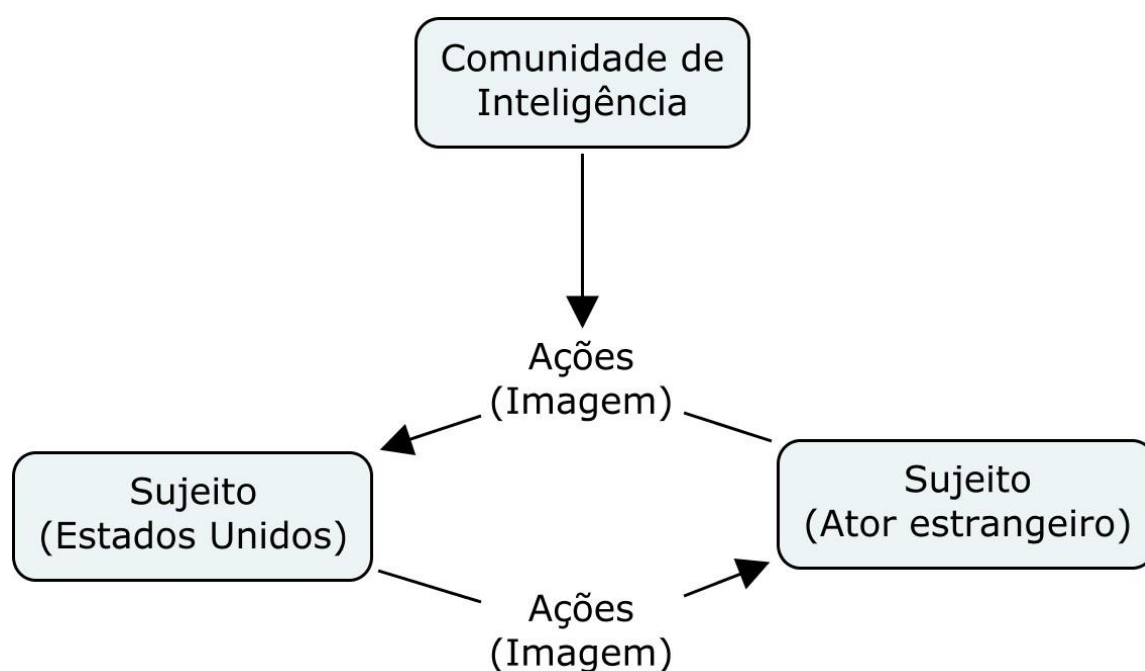 Comunidade de
Inteligência
Ações
(Imagem)
Sujeito
(Estados Unidos)
Sujeito
(Ator estrangeiro)
Ações
(Imagem)